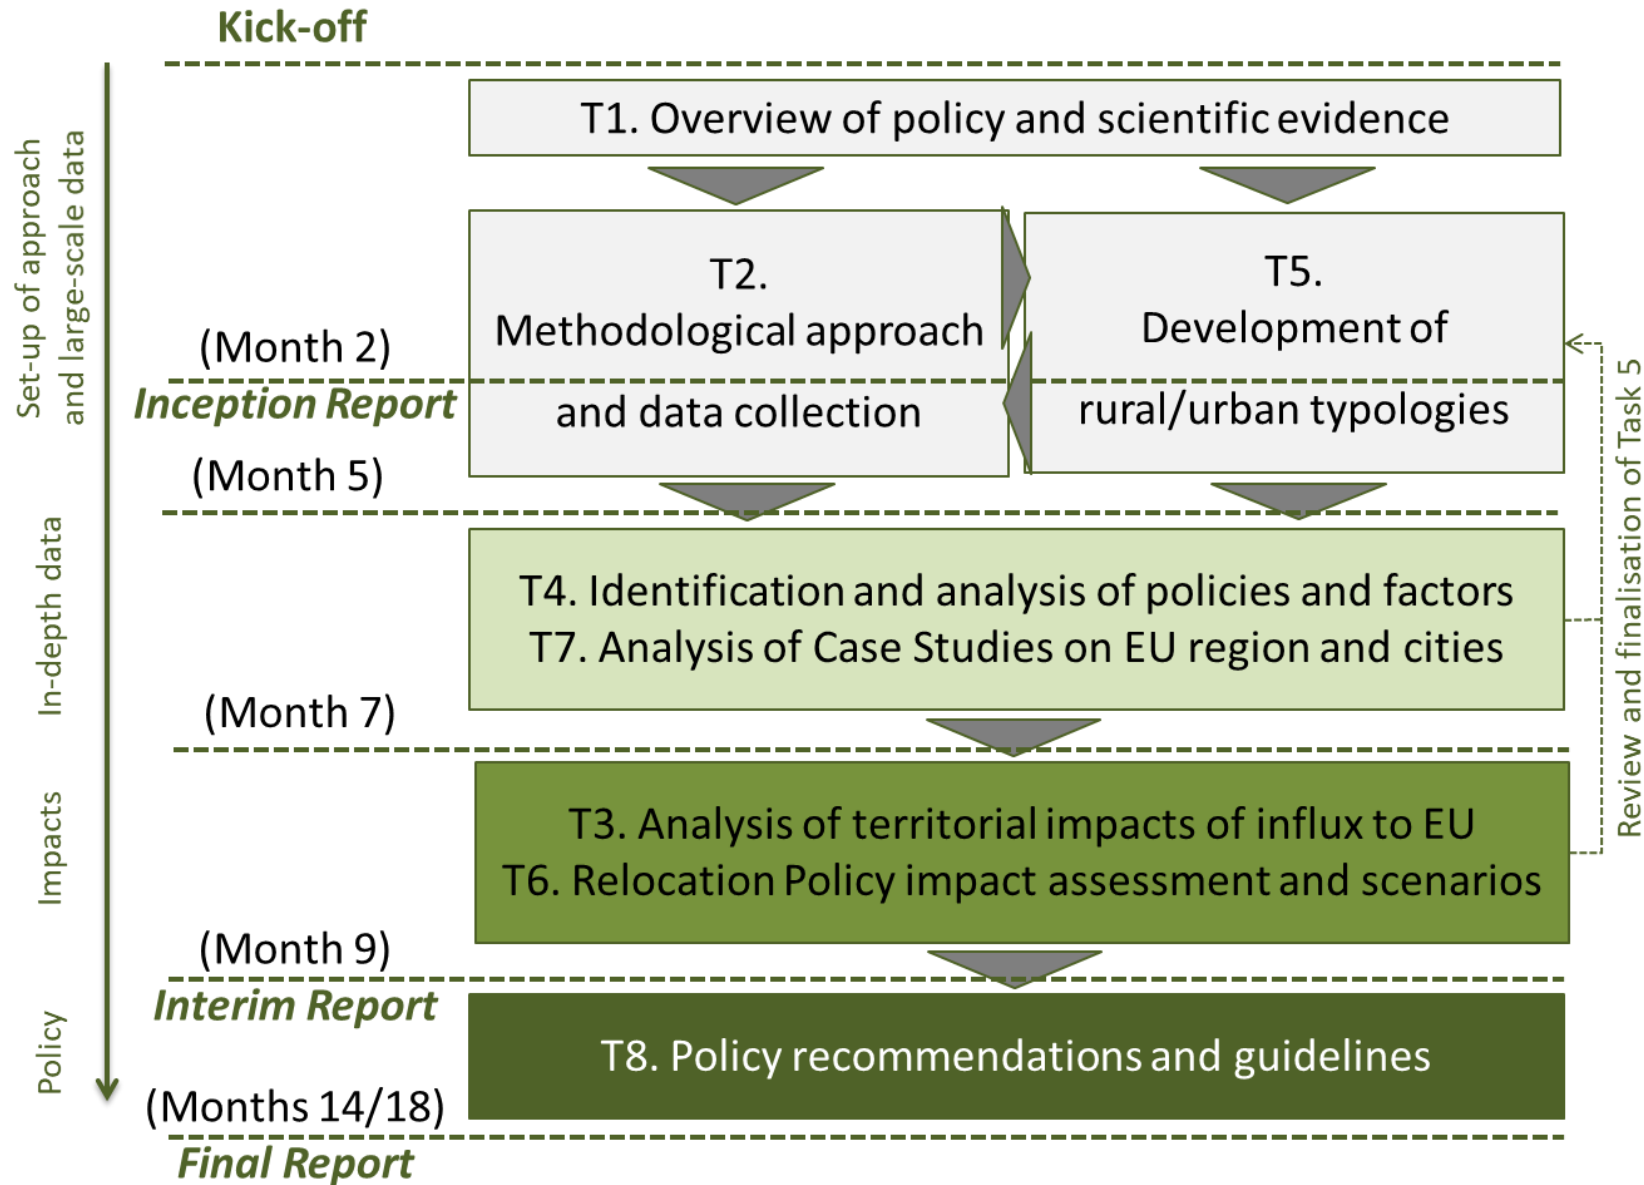 Kick-off
T1. Overview of policy and scientific evidence
Set-up of approach
and large-scale data
T2.
Methodological approach
and data collection
T5.
Development of
rural/urban typologies
(Month 2)
Inception Report
(Month 5)
In-depth data
T4. Identification and analysis of policies and factors
T7. Analysis of Case Studies on EU region and cities
Review and finalisation of Task 5
(Month 7)
Impacts
T3. Analysis of territorial impacts of influx to EU
T6. Relocation Policy impact assessment and scenarios
(Month 9)
Interim Report
Policy
T8. Policy recommendations and guidelines
(Months 14/18)
Final Report